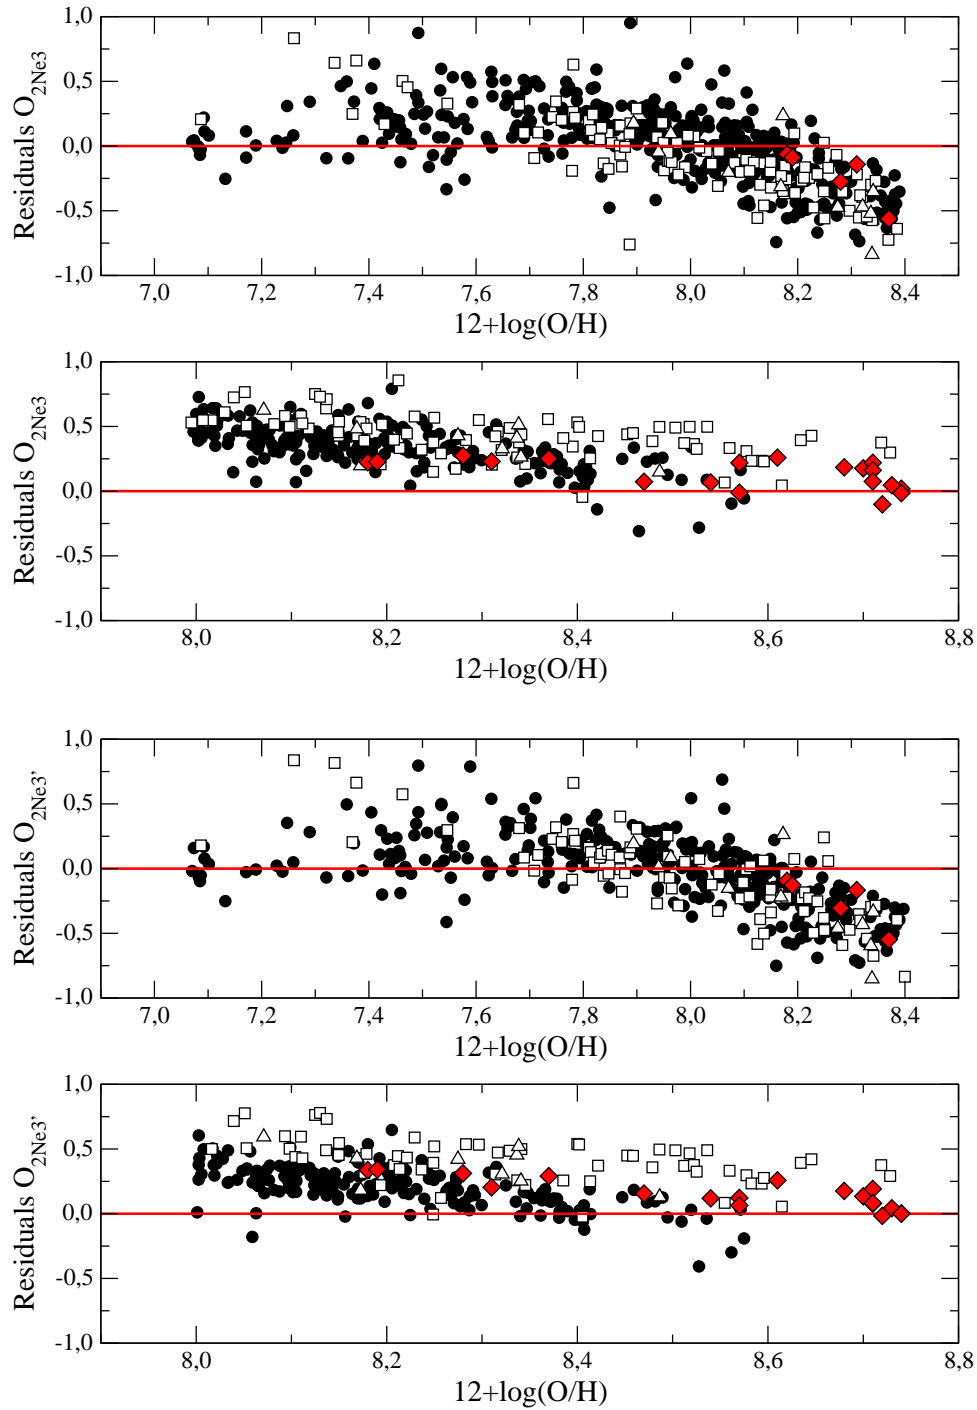 1,0
0,5
0,0
-0,5
-1,0
Residuals O2Ne3
7,0 7,2 7,4 7,6 7,8 8,0 8,2 8,4
12+log(O/H)
1,0
0,5
0,0
-0,5
-1,0
Residuals O2Ne3
8,0 8,2 8,4 8,6 8,8
12+log(O/H)
1,0
0,5
0,0
-0,5
-1,0
Residuals O2Ne3'
7,0 7,2 7,4 7,6 7,8 8,0 8,2 8,4
12+log(O/H)
1,0
0,5
0,0
-0,5
-1,0
Residuals O2Ne3'
8,0 8,2 8,4 8,6 8,8
12+log(O/H)